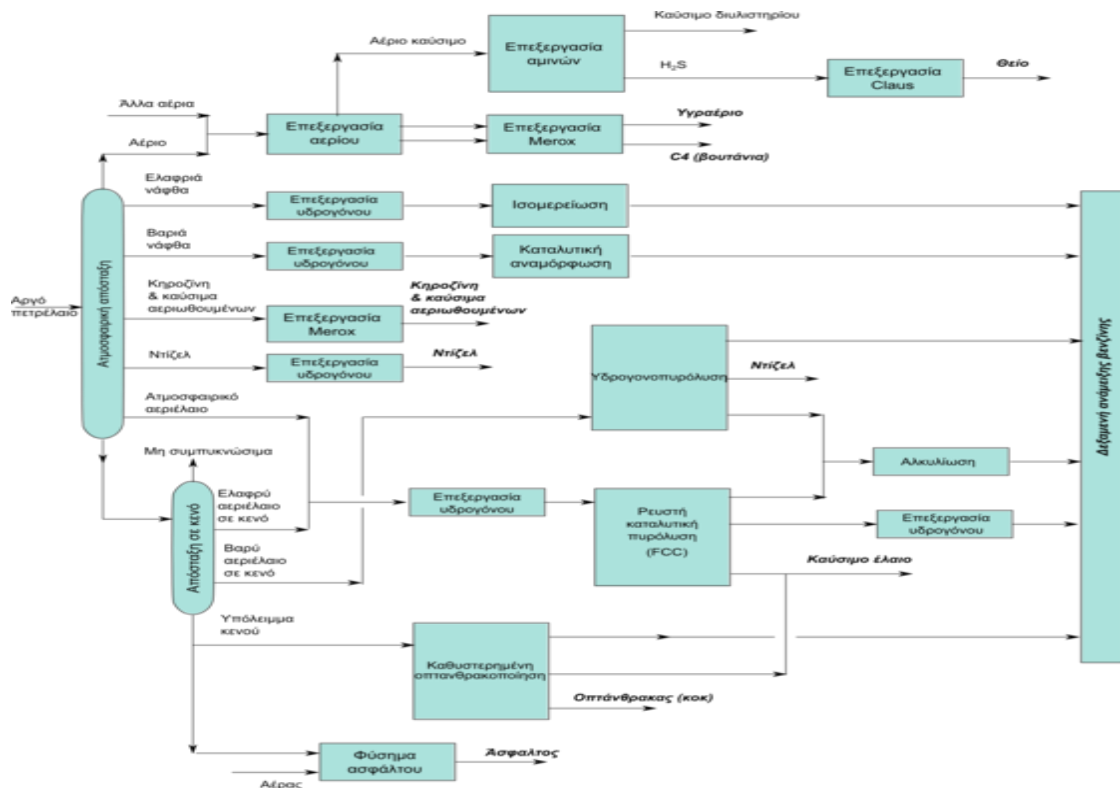 Καύσιμο διυλιστηρίου
Αέριο καύσιμο
Επεξεργασία
αμινών
H₂S
Επεξεργασία
Claus
Θείο
Άλλα αέρια
Αέριο
Επεξεργασία
αερίου
Επεξεργασία
Merox
Υγραέριο
C4 (βουτάνια)
Ελαφριά
νάφθα
Επεξεργασία
υδρογόνου
Ισομερείωση
Βαριά
νάφθα
Επεξεργασία
υδρογόνου
Καταλυτική
αναμόρφωση
Αργό
πετρέλαιο
Ατμοσφαιρική απόσταξη
Κηροζίνη
& καύσιμα
αεριωθουμένων
Επεξεργασία
Merox
Κηροζίνη
& καύσιμα
αεριωθουμένων
Ντίζελ
Επεξεργασία
υδρογόνου
Ντίζελ
Υδρογονοπυρόλυση
Ντίζελ
Δεξαμενή ανάμειξης βενζίνης
Ατμοσφαιρικό
αεριέλαιο
Μη συμπυκνώσιμα
Απόσταξη σε κενό
Ελαφρύ
αεριέλαιο
σε κενό
Επεξεργασία
υδρογόνου
Ρευστή
καταλυτική
πυρόλυση
(FCC)
Αλκυλίωση
Επεξεργασία
υδρογόνου
Βαρύ
αεριέλαιο
σε κενό
Καύσιμο έλαιο
Υπόλειμμα
κενού
Καθυστερημένη
οπτανθρακοποίηση
Οπτάνθρακας (κοκ)
Φύσημα
ασφάλτου
Άσφαλτος
Αέρας